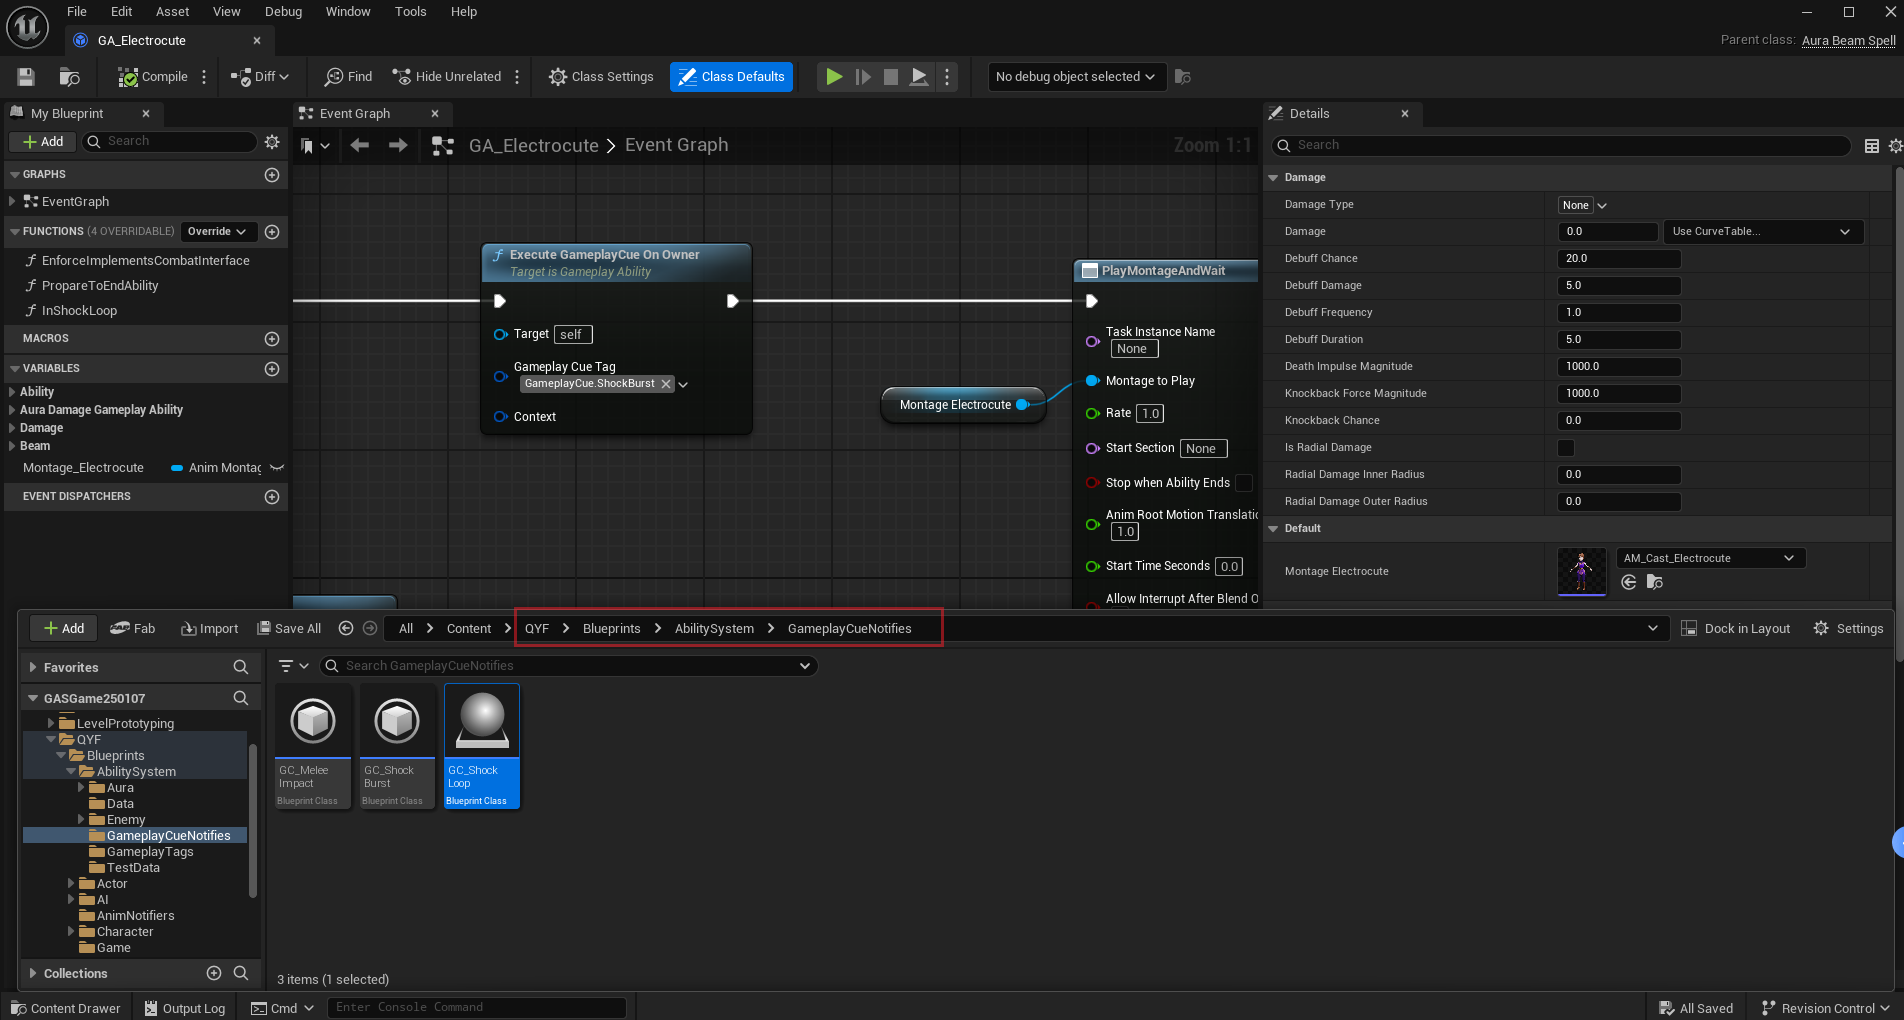 File Edit Asset View Debug Window Tools Help
GA_Electrocute
Parent class: Aura Beam Spell
Compile Diff Find Hide Unrelated Class Settings Class Defaults No debug object selected
My Blueprint
Event Graph
Details
Add Search
GA_Electrocute > Event Graph
Zoom 1:1
Search
GRAPHS
EventGraph
FUNCTIONS (4 OVERRIDABLE) Override
EnforceImplementsCombatInterface
PropareToEndAbility
InShockLoop
MACROS
VARIABLES
Ability
Aura Damage Gameplay Ability
Damage
Beam
Montage_Electrocute Anim Montag
EVENT DISPATCHERS
Execute GameplayCue On Owner
Target is Gameplay Ability
Target self
Gameplay Cue Tag
GameplayCue.ShockBurst
Context
Montage Electrocute
PlayMontageAndWait
Task Instance Name
None
Montage to Play
Rate 1.0
Start Section None
Stop when Ability Ends
Anim Root Motion Translatio
1.0
Start Time Seconds 0.0
Allow Interrupt After Blend O
Damage
Damage Type None
Damage 0.0 Use CurveTable...
Debuff Chance 20.0
Debuff Damage 5.0
Debuff Frequency 1.0
Debuff Duration 5.0
Death Impulse Magnitude 1000.0
Knockback Force Magnitude 1000.0
Knockback Chance 0.0
Is Radial Damage
Radial Damage Inner Radius 0.0
Radial Damage Outer Radius 0.0
Default
Montage Electrocute AM_Cast_Electrocute
Add Fab Import Save All All > Content > QYF > Blueprints > AbilitySystem > GameplayCueNotifies Dock in Layout Settings
Favorites
GASGame250107
LevelPrototyping
QYF
Blueprints
AbilitySystem
Aura
Data
Enemy
GameplayCueNotifies
GameplayTags
TestData
Actor
AI
AnimNotifiers
Character
Game
Collections
Search GameplayCueNotifies
GC_Melee
Impact
Blueprint Class
GC_Shock
Burst
Blueprint Class
GC_Shock
Loop
Blueprint Class
3 items (1 selected)
Content Drawer Output Log Cmd Enter Console Command All Saved Revision Control